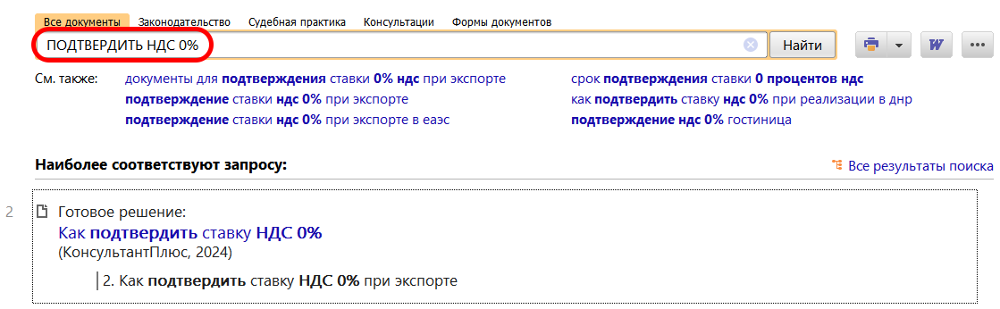 Все документы Законодательство Судебная практика Консультации Формы документов
ПОДТВЕРДИТЬ НДС 0% Найти W
См. также: документы для подтверждения ставки 0% ндс при экспорте срок подтверждения ставки 0 процентов ндс
подтверждение ставки ндс 0% при экспорте как подтвердить ставку ндс 0% при реализации в днр
подтверждение ставки ндс 0% при экспорте в еаэс подтверждение ндс 0% гостиница
Наиболее соответствуют запросу: Все результаты поиска
2 Готовое решение:
Как подтвердить ставку НДС 0%
(КонсультантПлюс, 2024)
2. Как подтвердить ставку НДС 0% при экспорте